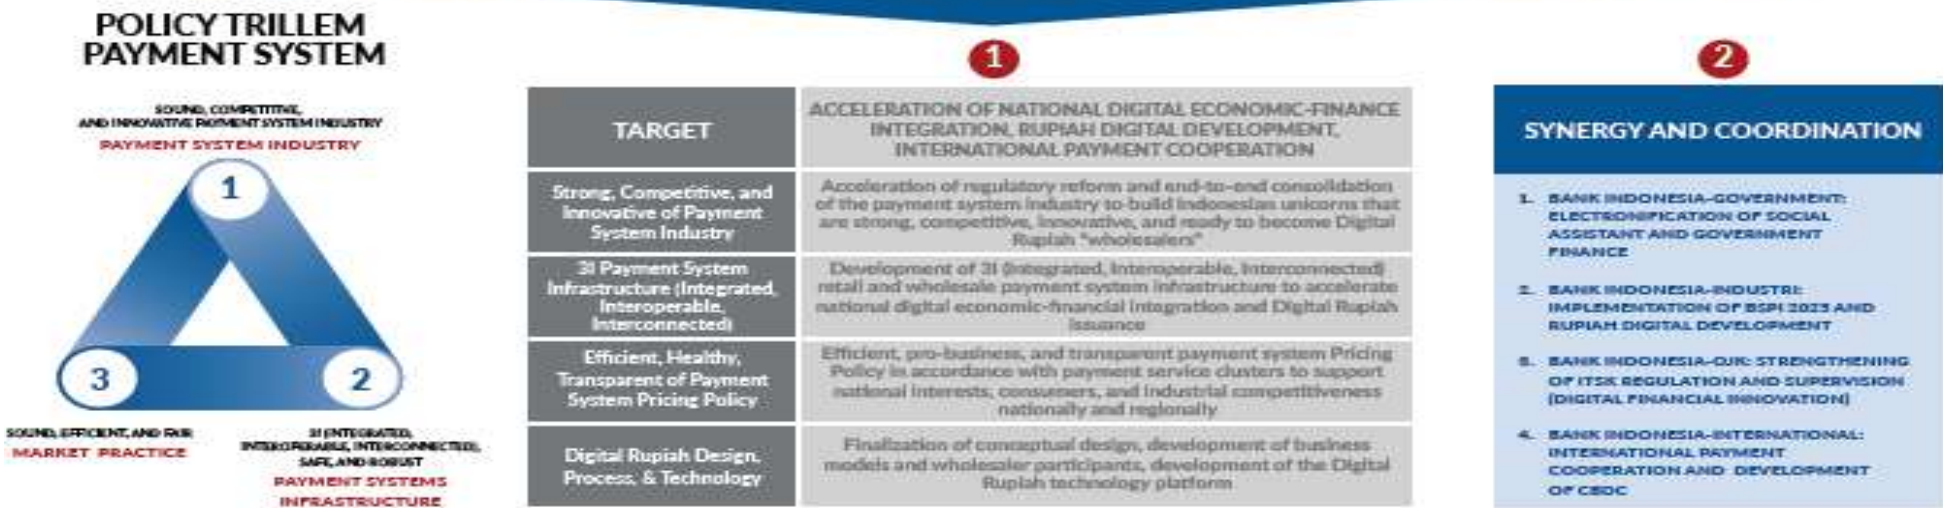 POLICY TRILLEM
PAYMENT SYSTEM
SOUND, COMPETITIVE,
AND INNOVATIVE PAYMENT SYSTEM INDUSTRY
PAYMENT SYSTEM INDUSTRY
1
3
2
SOUND, EFFICIENT, AND FAIR
MARKET PRACTICE
3I (INTEGRATED,
INTEROPERABLE, INTERCONNECTED),
SAFE, AND ROBUST
PAYMENT SYSTEMS
INFRASTRUCTURE
1
TARGET
ACCELERATION OF NATIONAL DIGITAL ECONOMIC-FINANCE
INTEGRATION, RUPIAH DIGITAL DEVELOPMENT,
INTERNATIONAL PAYMENT COOPERATION
Strong, Competitive, and
Innovative of Payment
System Industry
Acceleration of regulatory reform and end-to-end consolidation
of the payment system industry to build Indonesian unicorns that
are strong, competitive, innovative, and ready to become Digital
Rupiah "wholesalers"
3I Payment System
Infrastructure (Integrated,
Interoperable,
Interconnected)
Development of 3I (Integrated, Interoperable, Interconnected)
retail and wholesale payment system infrastructure to accelerate
national digital economic-financial integration and Digital Rupiah
issuance
Efficient, Healthy,
Transparent of Payment
System Pricing Policy
Efficient, pro-business, and transparent payment system Pricing
Policy in accordance with payment service clusters to support
national interests, consumers, and industrial competitiveness
nationally and regionally
Digital Rupiah Design,
Process, & Technology
Finalization of conceptual design, development of business
models and wholesaler participants, development of the Digital
Rupiah technology platform
2
SYNERGY AND COORDINATION
1. BANK INDONESIA-GOVERNMENT:
ELECTRONIFICATION OF SOCIAL
ASSISTANT AND GOVERNMENT
FINANCE
2. BANK INDONESIA-INDUSTRI:
IMPLEMENTATION OF BSPI 2025 AND
RUPIAH DIGITAL DEVELOPMENT
3. BANK INDONESIA-OJK: STRENGTHENING
OF ITSK REGULATION AND SUPERVISION
(DIGITAL FINANCIAL INNOVATION)
4. BANK INDONESIA-INTERNATIONAL:
INTERNATIONAL PAYMENT
COOPERATION AND DEVELOPMENT
OF CBDC